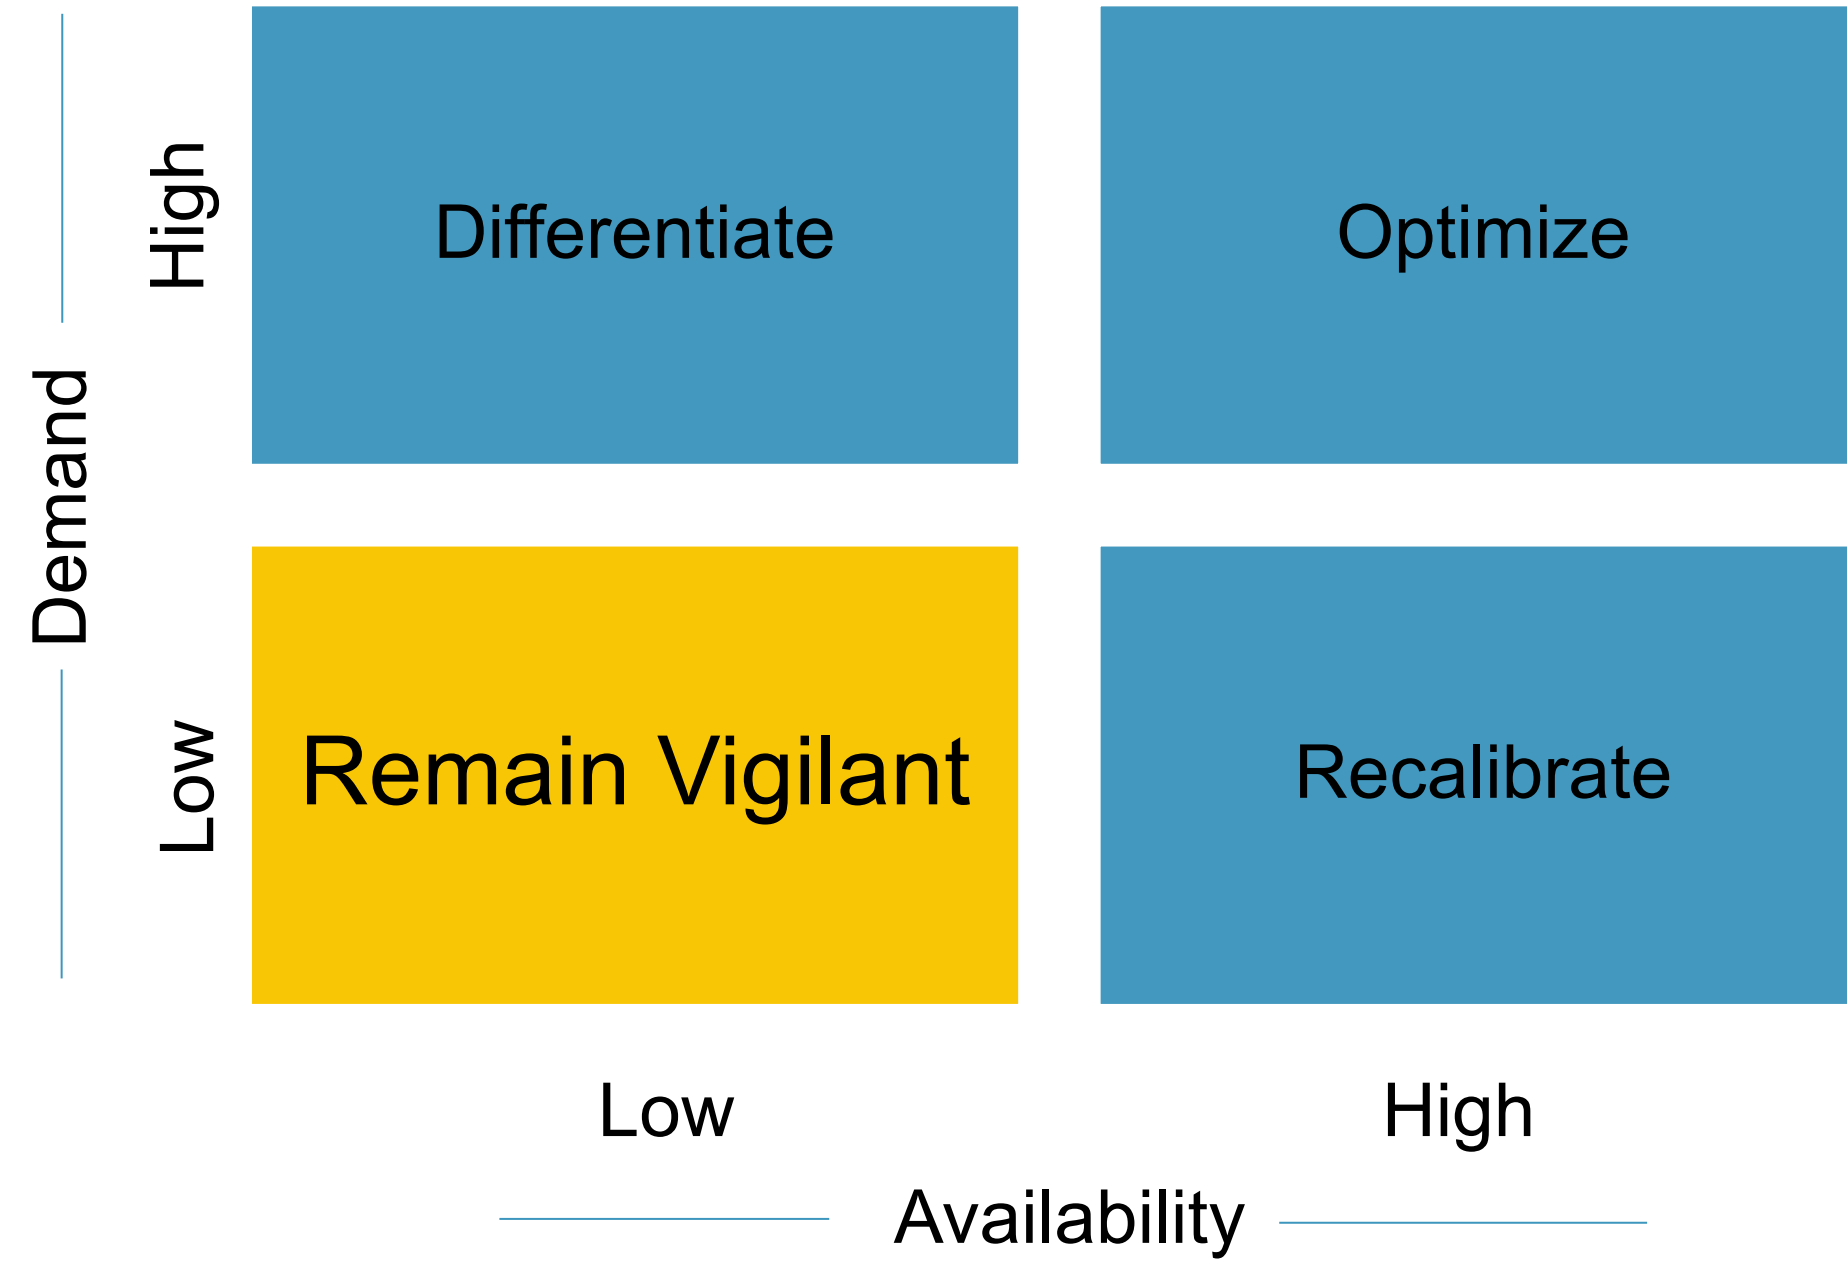 High
Differentiate
Optimize
Demand
Low
Remain Vigilant
Recalibrate
Low
High
Availability